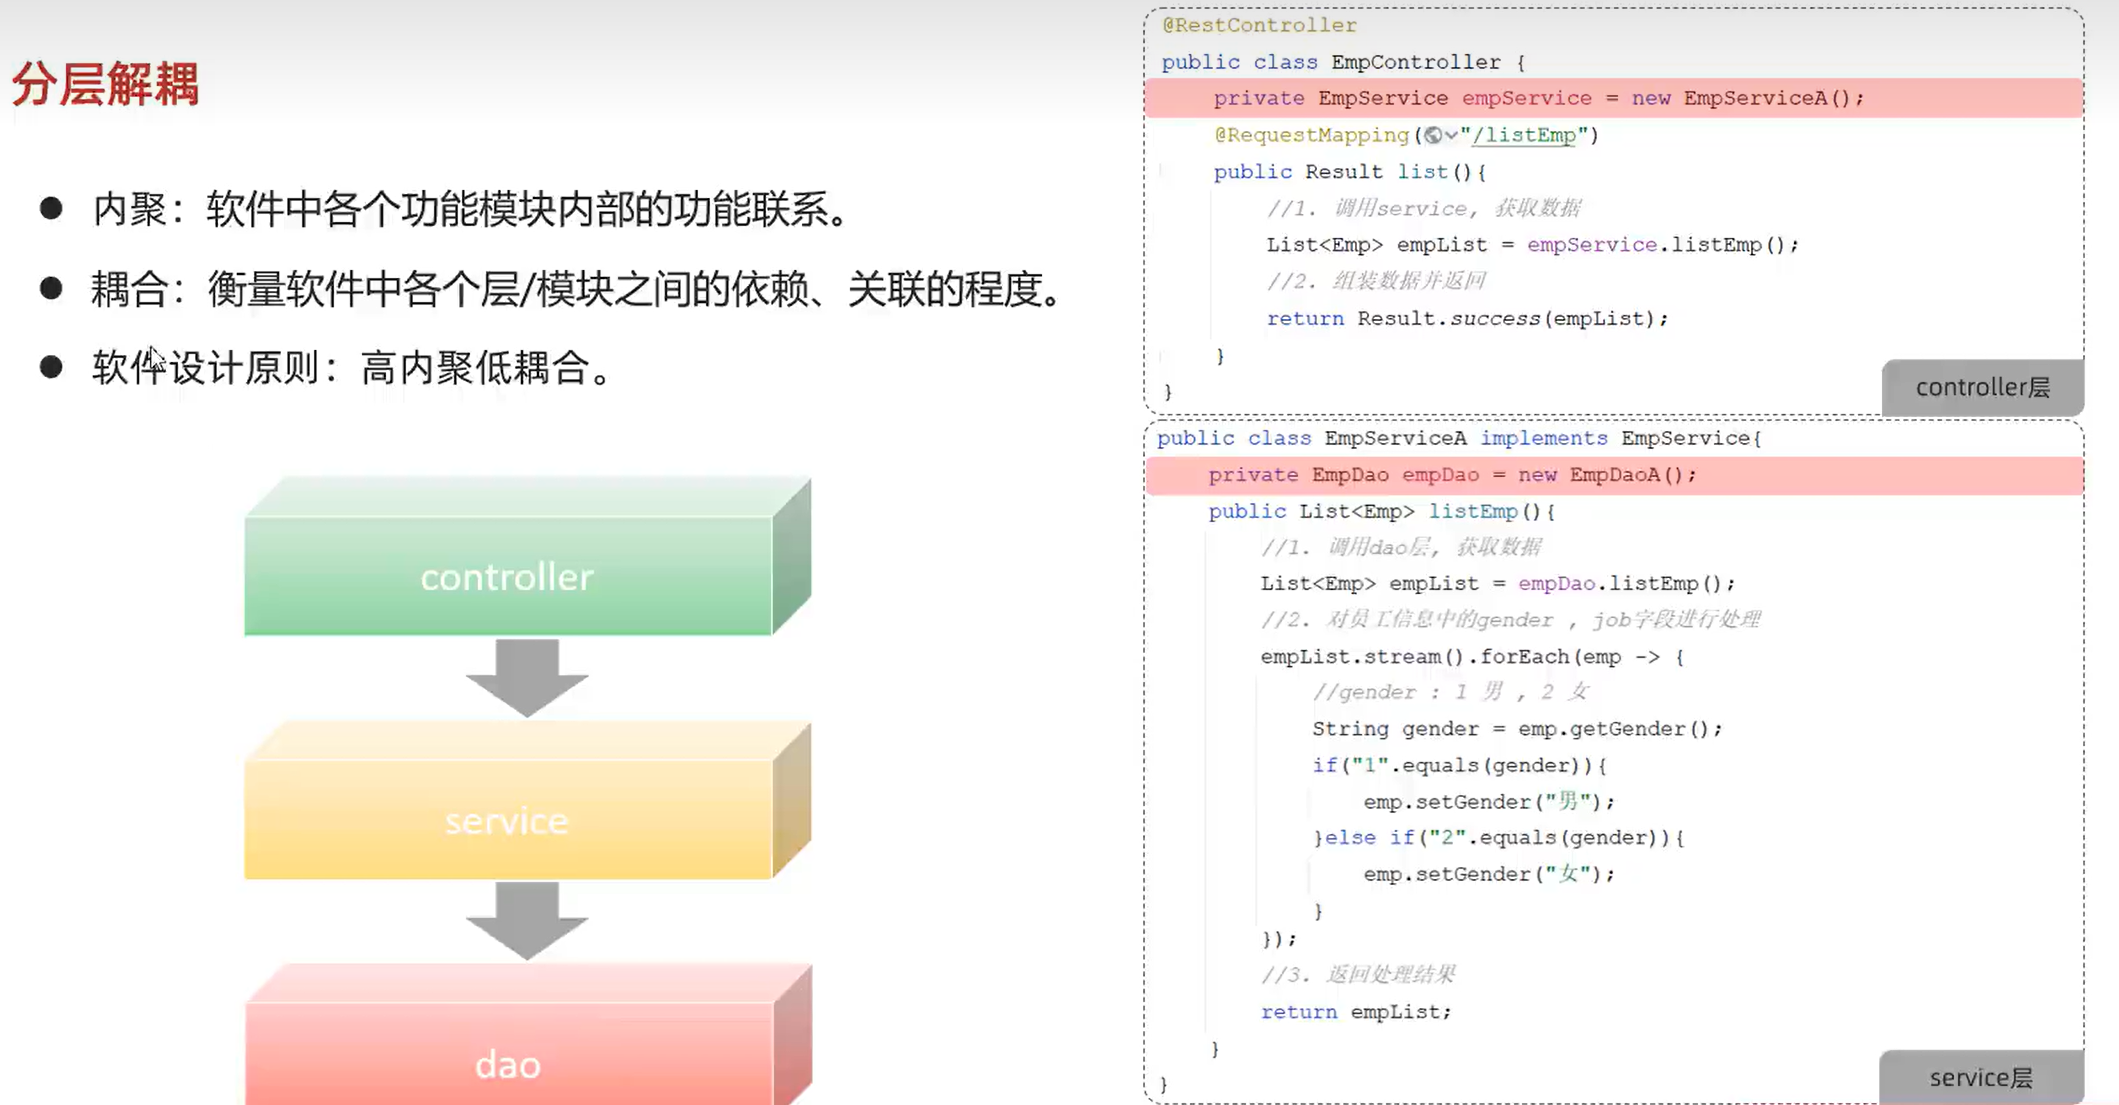 分层解耦
● 内聚：软件中各个功能模块内部的功能联系。
● 耦合：衡量软件中各个层/模块之间的依赖、关联的程度。
● 软件设计原则：高内聚低耦合。
controller
service
dao
@RestController
public class EmpController {
private EmpService empService = new EmpServiceA();
@RequestMapping("/listEmp")
public Result list(){
//1. 调用service, 获取数据
List<Emp> empList = empService.listEmp();
//2. 组装数据并返回
return Result.success(empList);
}
}
controller层
public class EmpServiceA implements EmpService{
private EmpDao empDao = new EmpDaoA();
public List<Emp> listEmp(){
//1. 调用dao层, 获取数据
List<Emp> empList = empDao.listEmp();
//2. 对员工信息中的gender , job字段进行处理
empList.stream().forEach(emp -> {
//gender : 1 男 , 2 女
String gender = emp.getGender();
if("1".equals(gender)){
emp.setGender("男");
}else if("2".equals(gender)){
emp.setGender("女");
}
});
//3. 返回处理结果
return empList;
}
}
service层